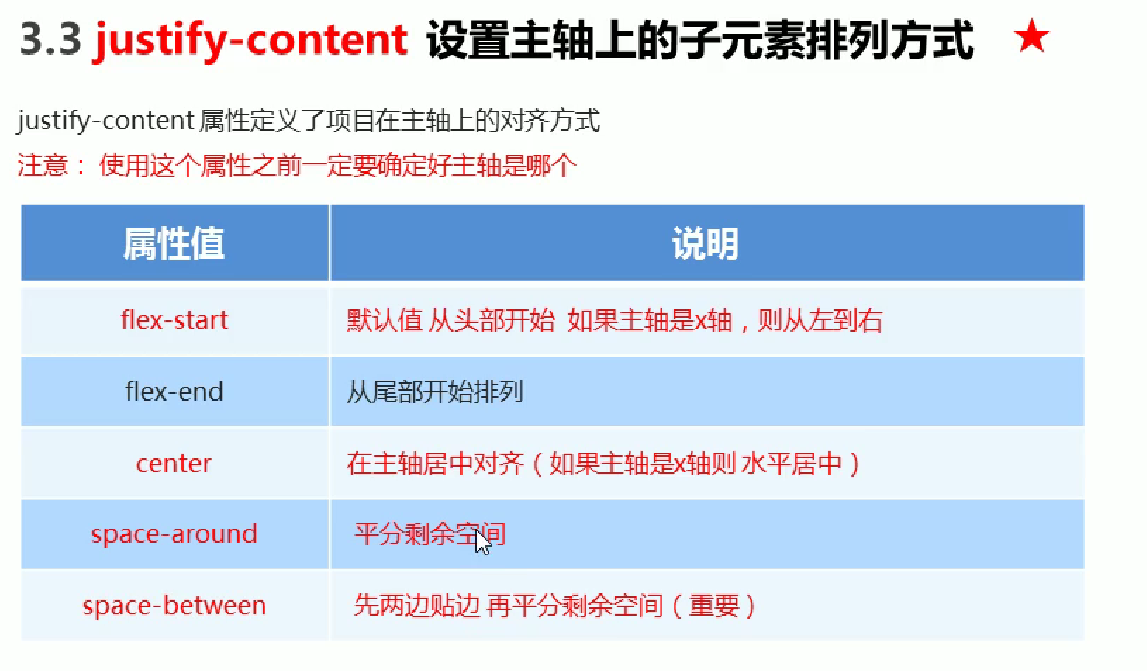 3.3 justify-content 设置主轴上的子元素排列方式 ★
justify-content 属性定义了项目在主轴上的对齐方式
注意： 使用这个属性之前一定要确定好主轴是哪个
属性值 说明
flex-start 默认值 从头部开始 如果主轴是x轴，则从左到右
flex-end 从尾部开始排列
center 在主轴居中对齐（如果主轴是x轴则 水平居中）
space-around 平分剩余空间
space-between 先两边贴边 再平分剩余空间（重要）